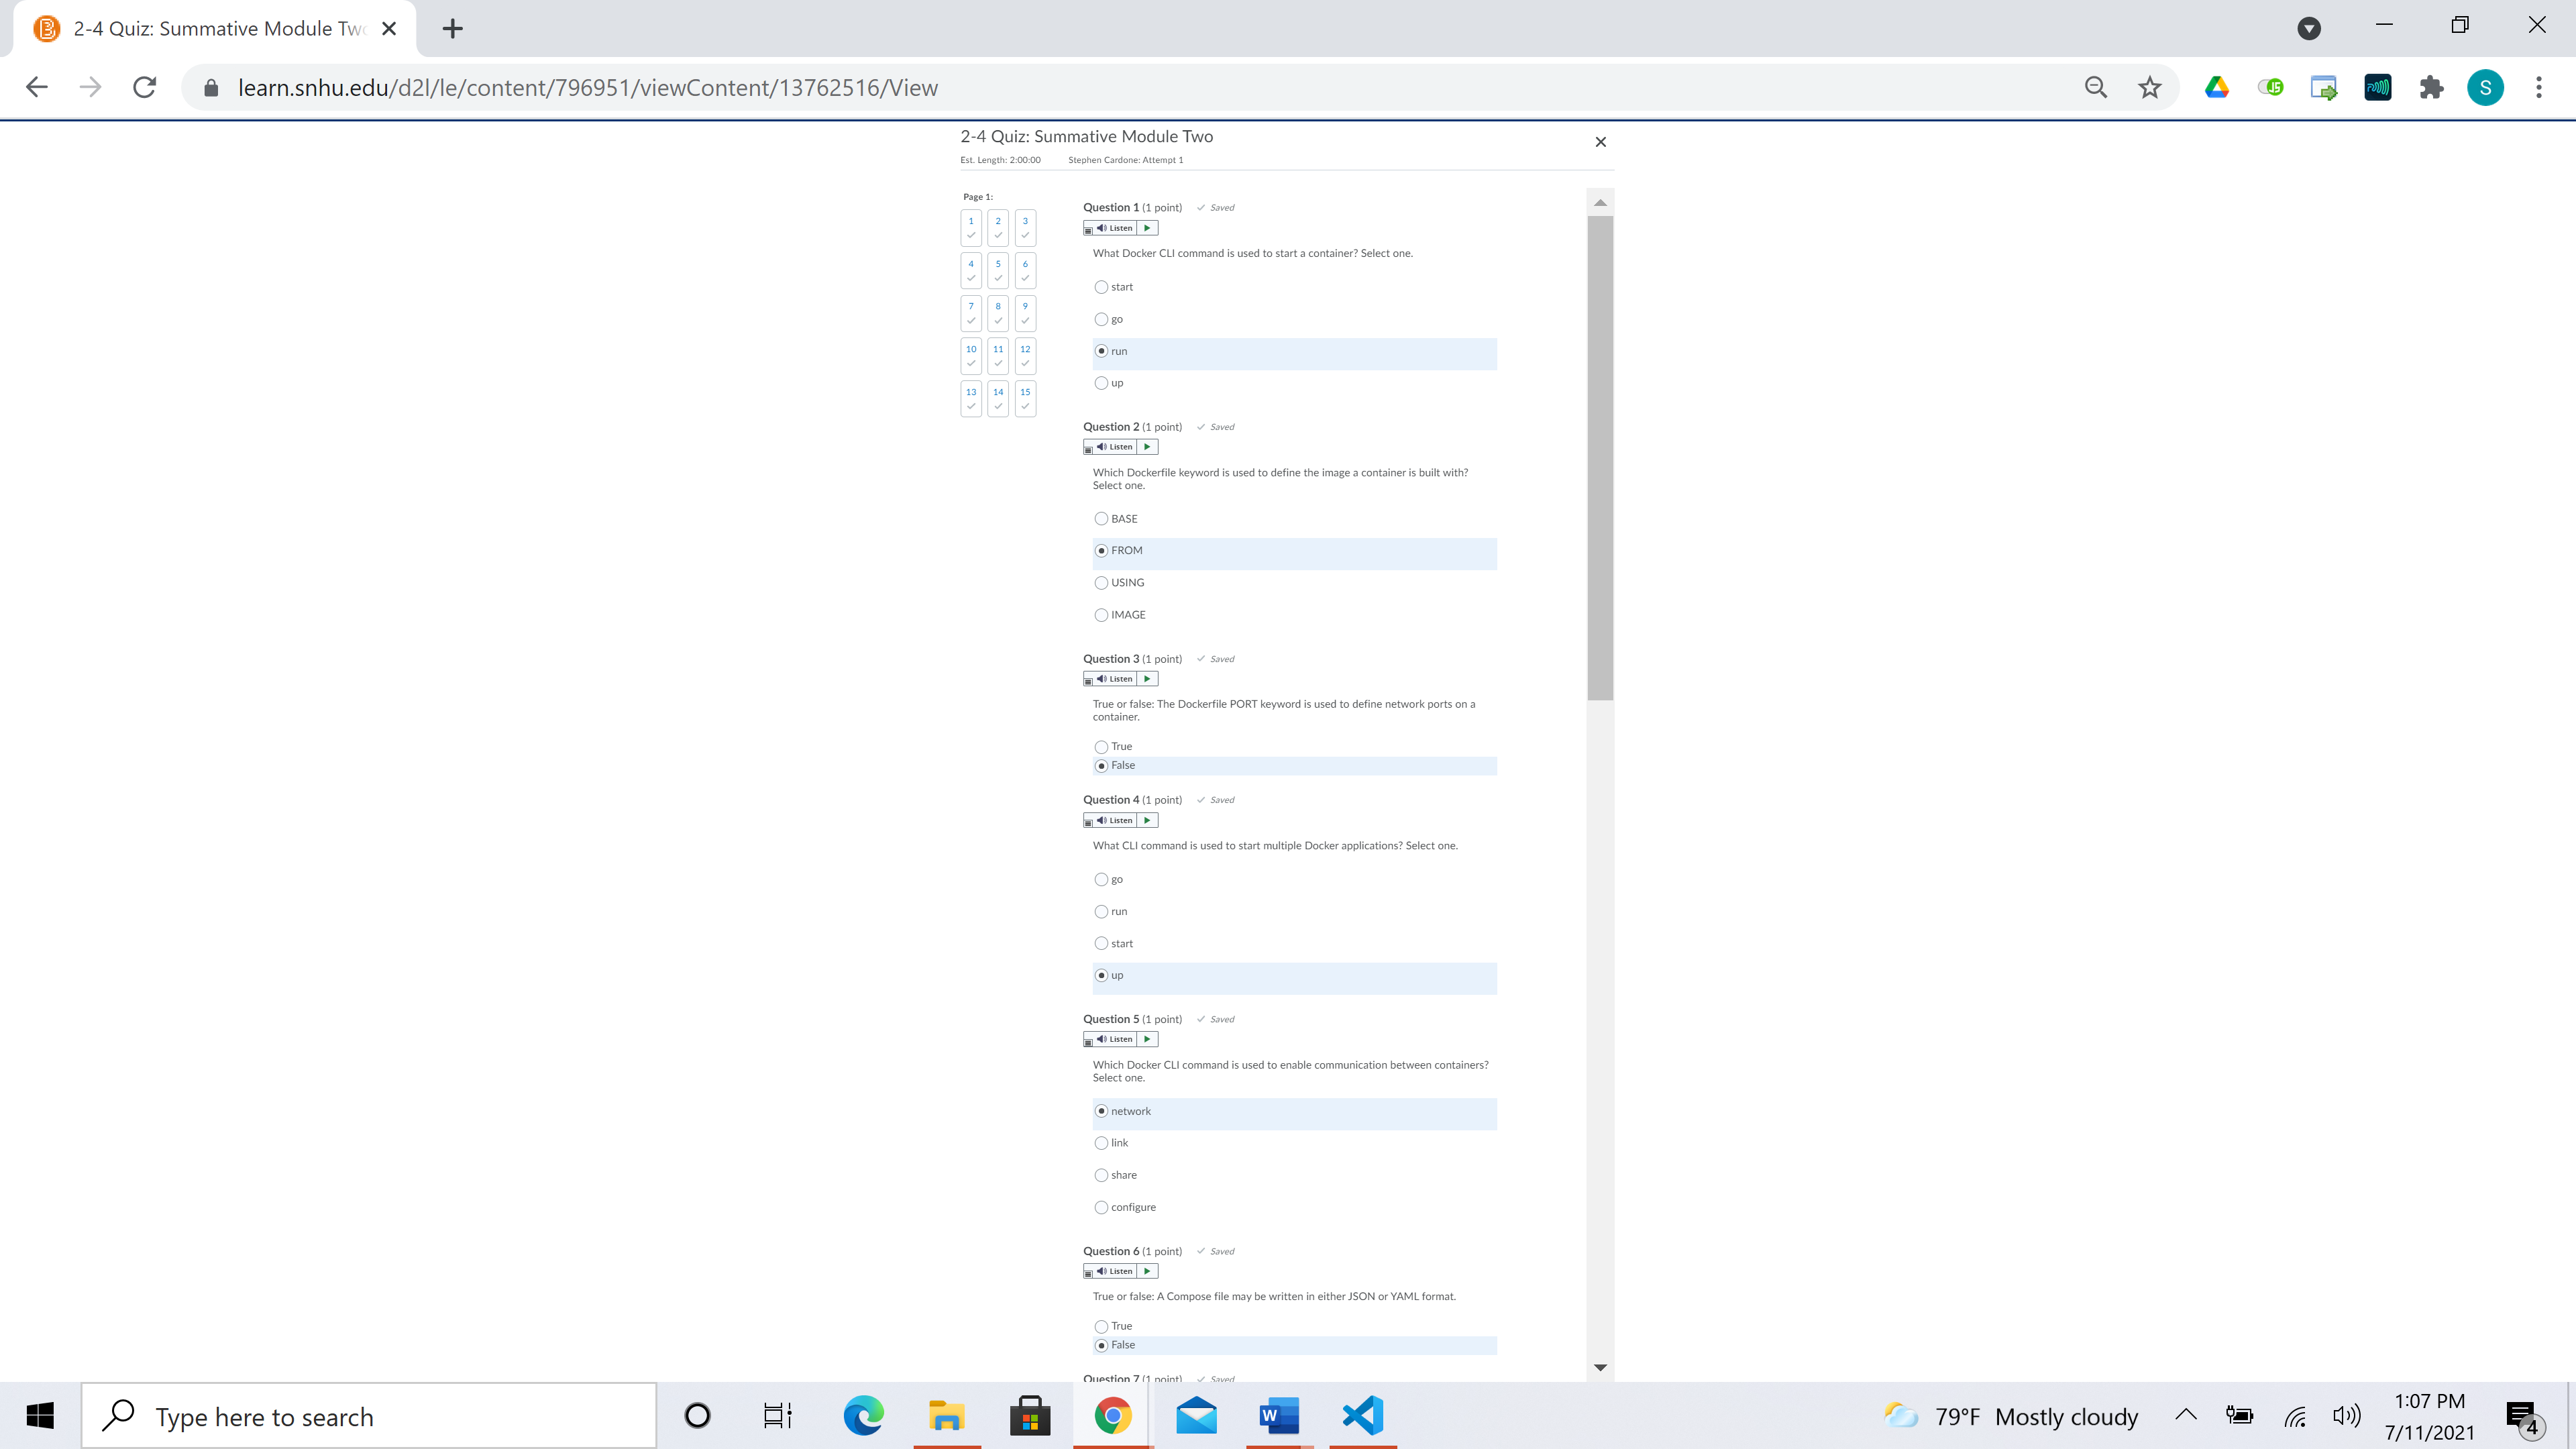 2-4 Quiz: Summative Module Two
learn.snhu.edu/d2l/le/content/796951/viewContent/13762516/View
S
2-4 Quiz: Summative Module Two
Est. Length: 2:00:00 Stephen Cardone: Attempt 1
Page 1:
1 2 3
4 5 6
7 8 9
10 11 12
13 14 15
Question 1 (1 point) Saved
Listen
What Docker CLI command is used to start a container? Select one.
start
go
run
up
Question 2 (1 point) Saved
Listen
Which Dockerfile keyword is used to define the image a container is built with?
Select one.
BASE
FROM
USING
IMAGE
Question 3 (1 point) Saved
Listen
True or false: The Dockerfile PORT keyword is used to define network ports on a
container.
True
False
Question 4 (1 point) Saved
Listen
What CLI command is used to start multiple Docker applications? Select one.
go
run
start
up
Question 5 (1 point) Saved
Listen
Which Docker CLI command is used to enable communication between containers?
Select one.
network
link
share
configure
Question 6 (1 point) Saved
Listen
True or false: A Compose file may be written in either JSON or YAML format.
True
False
Question 7 (1 point) Saved
Type here to search
79°F Mostly cloudy
1:07 PM
7/11/2021
4